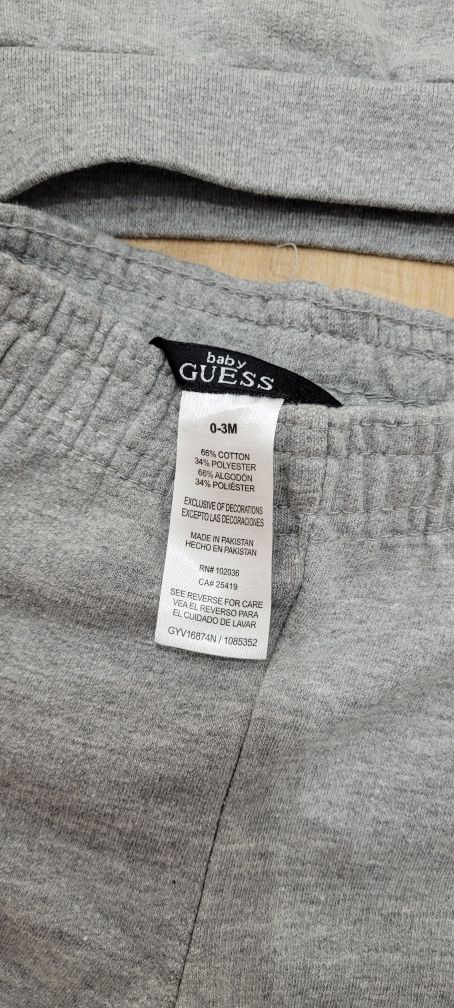 baby
GUESS
0-3M
66% COTTON
34% POLYESTER
66% ALGODÓN
34% POLIÉSTER
EXCLUSIVE OF DECORATIONS
EXCEPTO LAS DECORACIONES
MADE IN PAKISTAN
HECHO EN PAKISTAN
RN# 102036
CA# 25419
SEE REVERSE FOR CARE
VEA EL REVERSO PARA
EL CUIDADO DE LAVAR
GYV16874N / 1085352